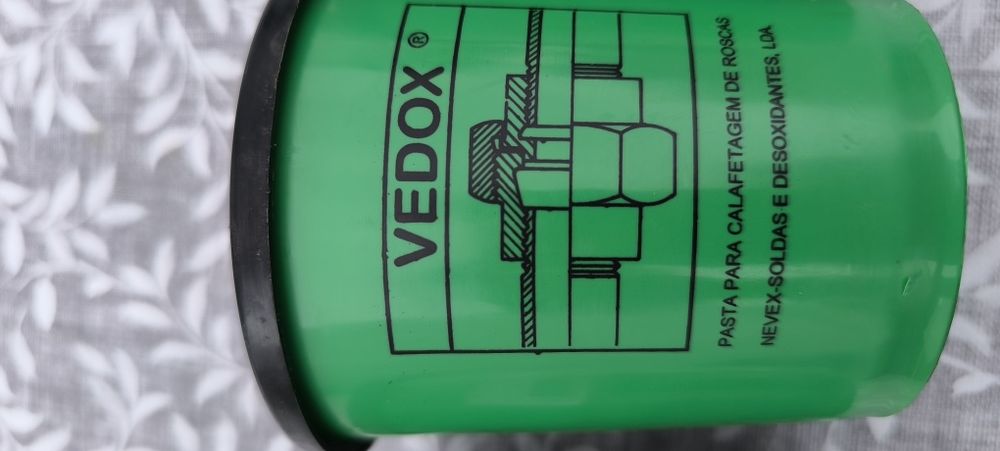 VEDOX ®
PASTA PARA CALAFETAGEM DE ROSCAS
NEVEX-SOLDAS E DESOXIDANTES, LDA